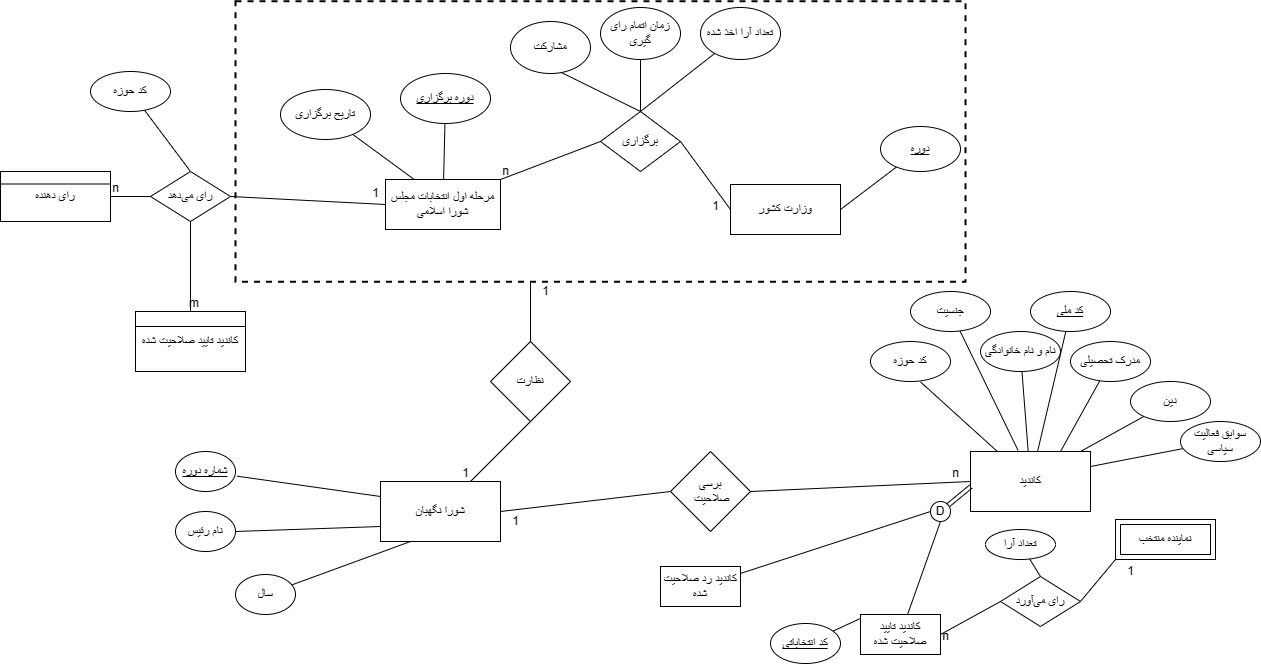 مشارکت
زمان اتمام رای
گیری
تعداد آرا اخذ شده
کد حوزه
تاریخ برگزاری
دوره برگزاری
برگزاری
دوره
رای دهنده
n
رای می‌دهد
1
مرحله اول انتخابات مجلس
شورا اسلامی
n
1
وزارت کشور
m
کاندید تایید صلاحیت شده
1
نظارت
جنسیت
کد ملی
کد حوزه
نام و نام خانوادگی
مدرک تحصیلی
دین
سوابق فعالیت
سیاسی
شماره دوره
نام رئیس
سال
1
شورا نگهبان
1
برسی
صلاحیت
n
کاندید
D
کاندید رد صلاحیت
شده
کد انتخاباتی
کاندید تایید
صلاحیت شده
n
تعداد آرا
رای می‌آورد
1
نماینده منتخب